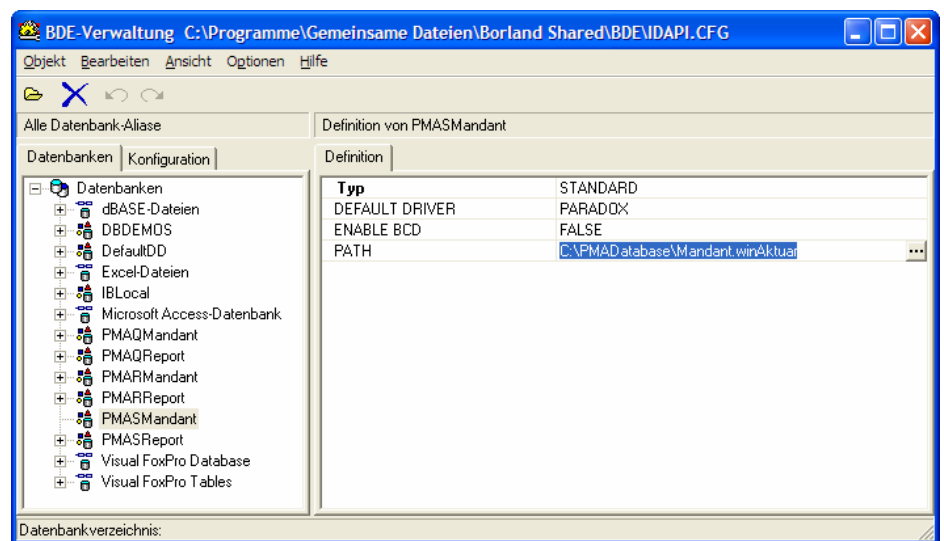 BDE-Verwaltung C:\Programme\Gemeinsame Dateien\Borland Shared\BDE\IDAPI.CFG
Objekt Bearbeiten Ansicht Optionen Hilfe
Alle Datenbank-Aliase
Definition von PMASMandant
Datenbanken Konfiguration
Definition
Datenbanken
dBASE-Dateien
DBDEMOS
DefaultDD
Excel-Dateien
IBLocal
Microsoft Access-Datenbank
PMAQMandant
PMAQReport
PMARMandant
PMARReport
PMASMandant
PMASReport
Visual FoxPro Database
Visual FoxPro Tables
Typ STANDARD
DEFAULT DRIVER PARADOX
ENABLE BCD FALSE
PATH C:\PMADatabase\Mandant.winAktuar
Datenbankverzeichnis: